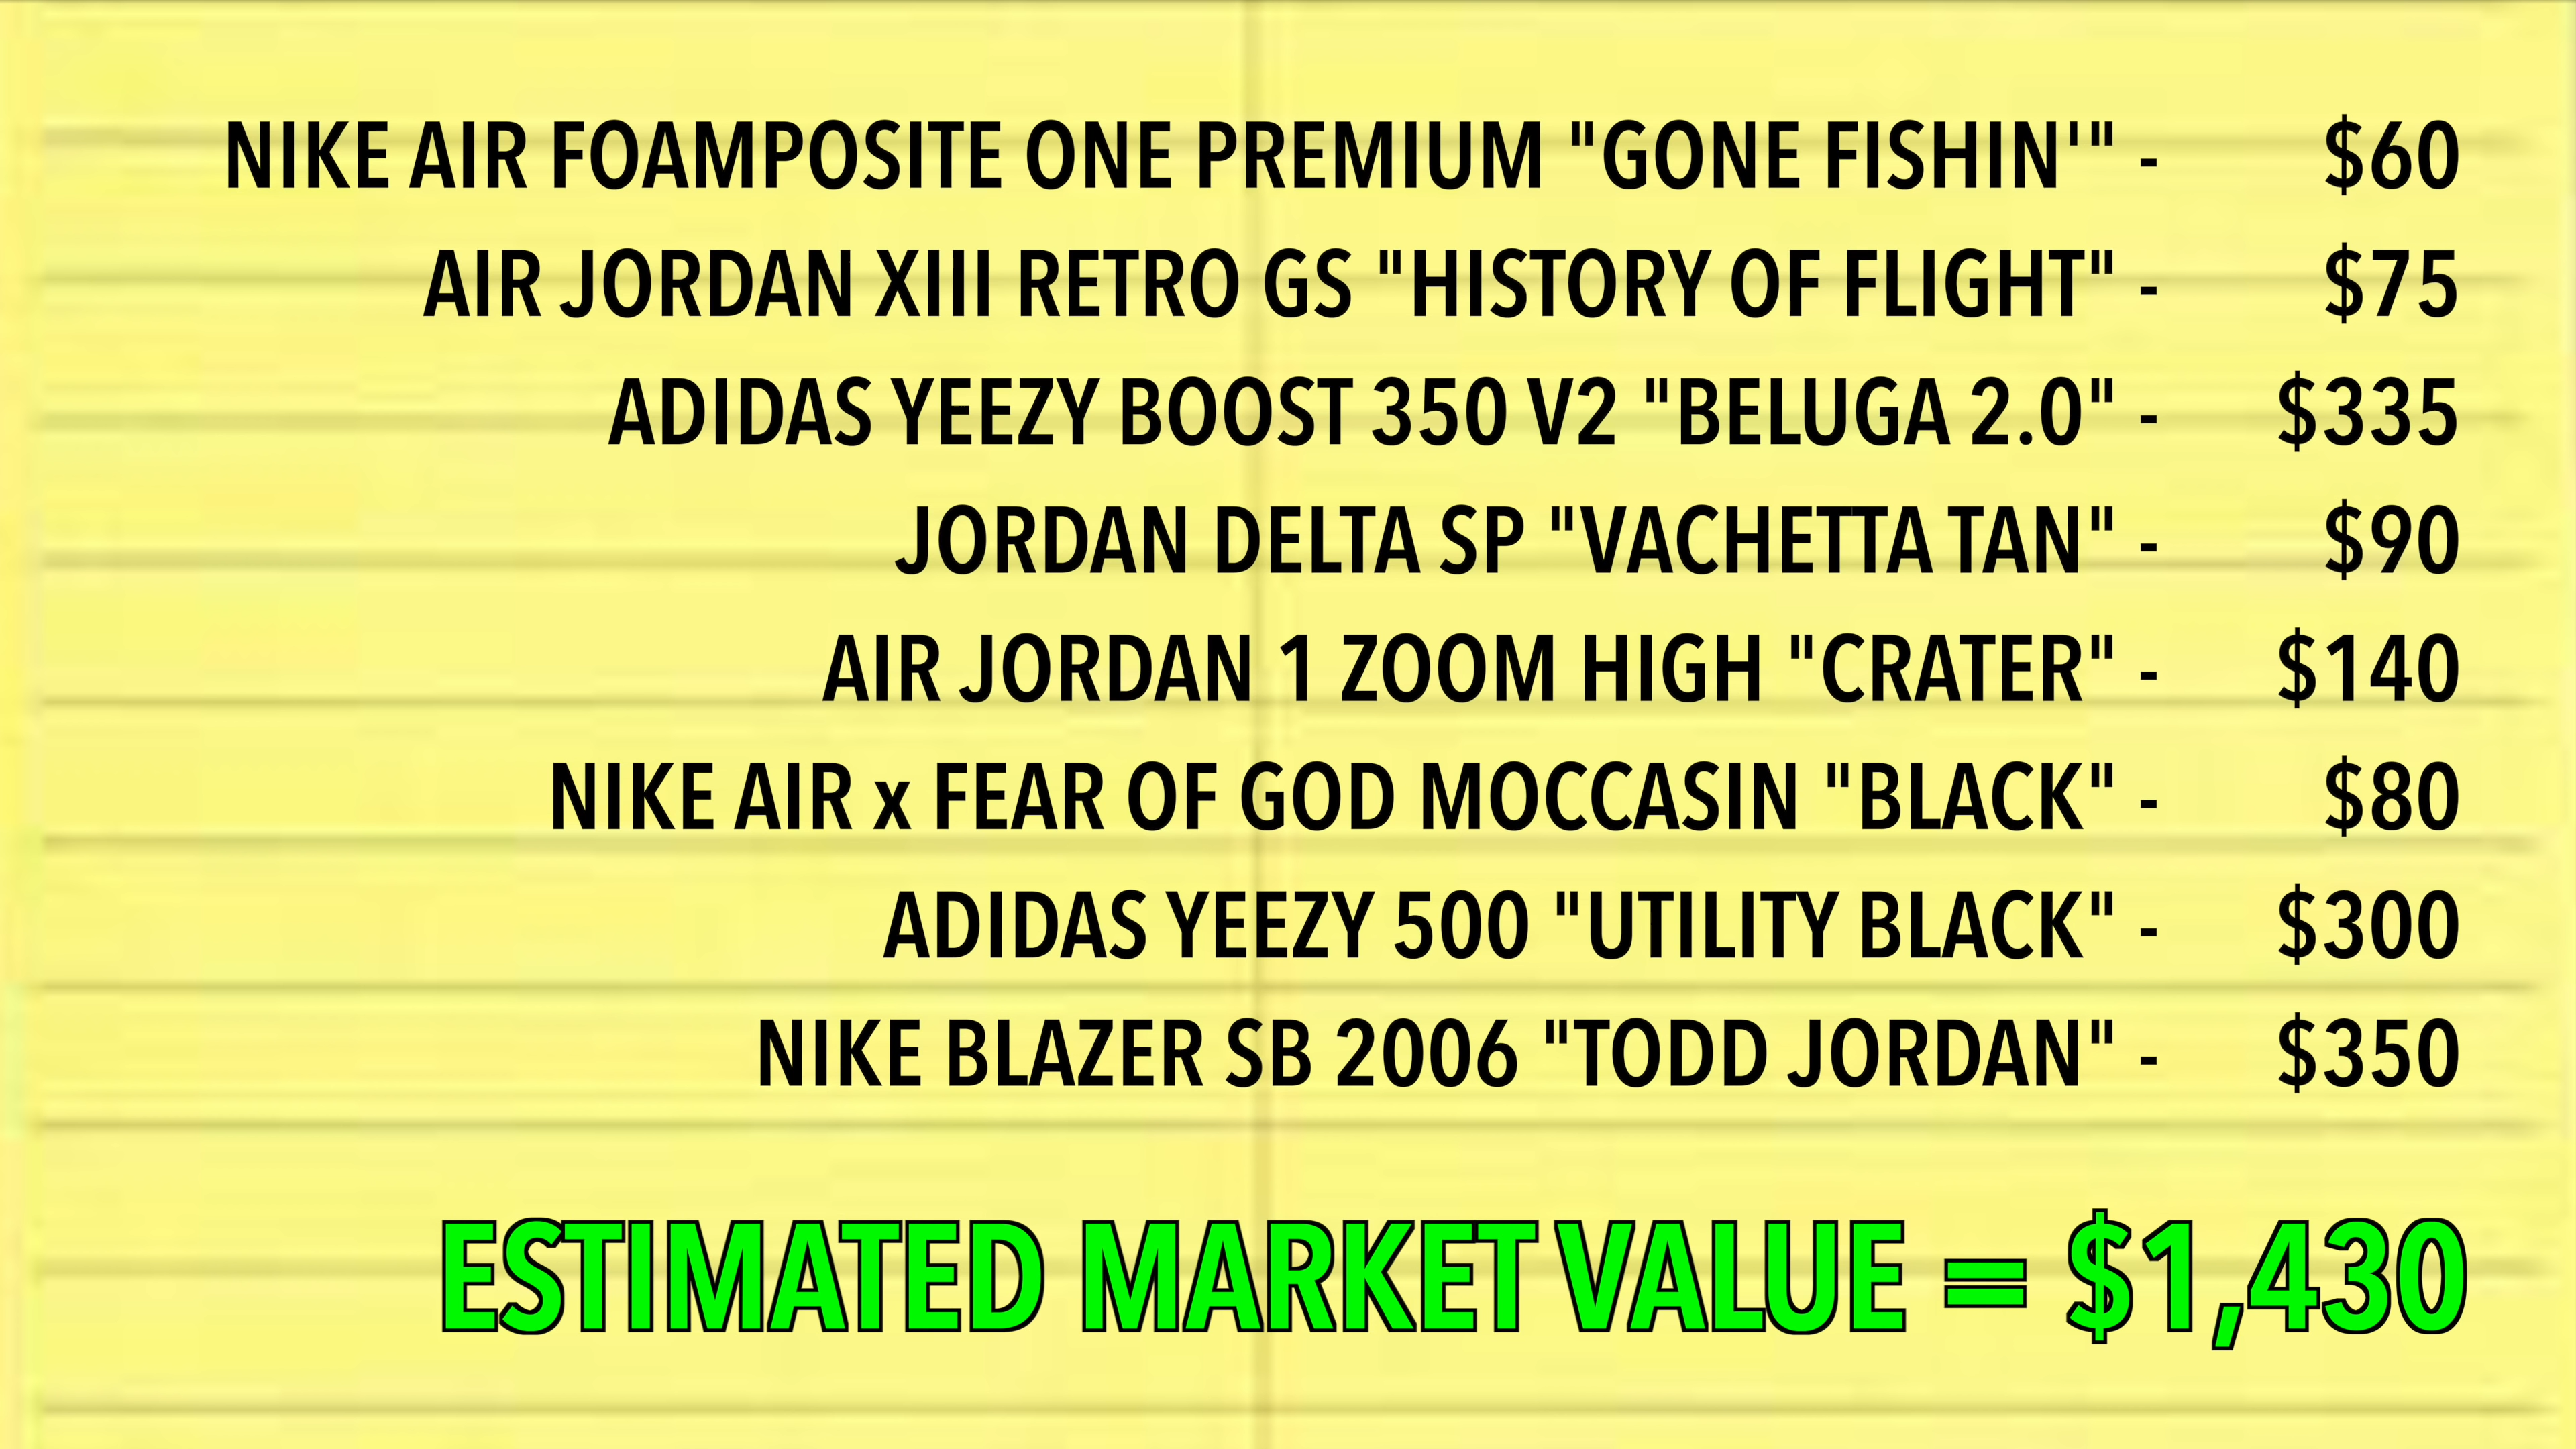 NIKE AIR FOAMPOSITE ONE PREMIUM "GONE FISHIN'" - $60
AIR JORDAN XIII RETRO GS "HISTORY OF FLIGHT" - $75
ADIDAS YEEZY BOOST 350 V2 "BELUGA 2.0" - $335
JORDAN DELTA SP "VACHETTA TAN" - $90
AIR JORDAN 1 ZOOM HIGH "CRATER" - $140
NIKE AIR x FEAR OF GOD MOCCASIN "BLACK" - $80
ADIDAS YEEZY 500 "UTILITY BLACK" - $300
NIKE BLAZER SB 2006 "TODD JORDAN" - $350
ESTIMATED MARKET VALUE = $1,430